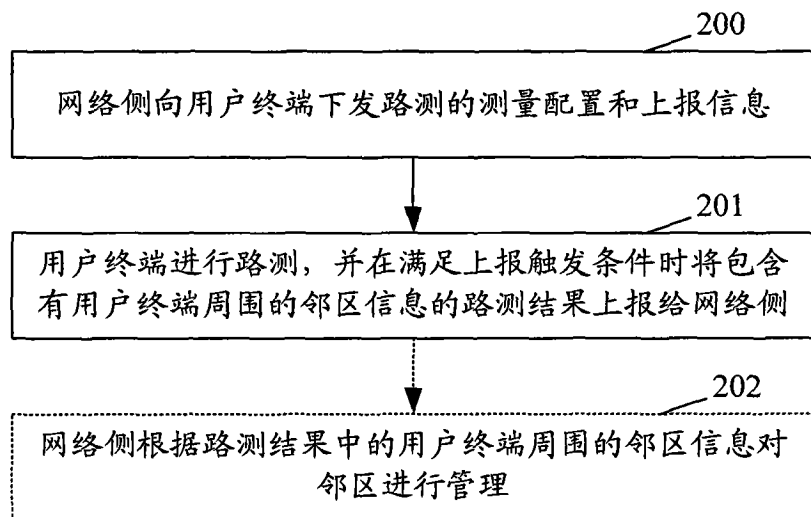 200
网络侧向用户终端下发路测的测量配置和上报信息
201
用户终端进行路测，并在满足上报触发条件时将包含
有用户终端周围的邻区信息的路测结果上报给网络侧
202
网络侧根据路测结果中的用户终端周围的邻区信息对
邻区进行管理